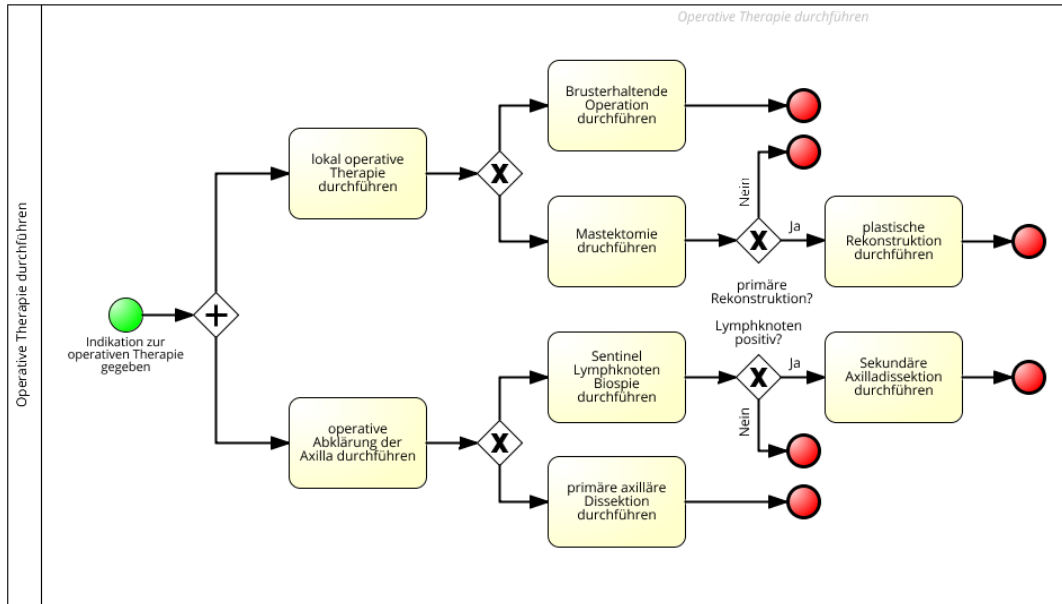 Operative Therapie durchführen
Operative Therapie durchführen
Indikation zur
operativen Therapie
gegeben
lokal operative
Therapie
durchführen
Brusterhaltende
Operation
durchführen
Mastektomie
druchführen
Nein
Ja
primäre
Rekonstruktion?
plastische
Rekonstruktion
durchführen
operative
Abklärung der
Axilla durchführen
Sentinel
Lymphknoten
Biospie
durchführen
Lymphknoten
positiv?
Ja
Nein
Sekundäre
Axilladissektion
durchführen
primäre axilläre
Dissektion
durchführen